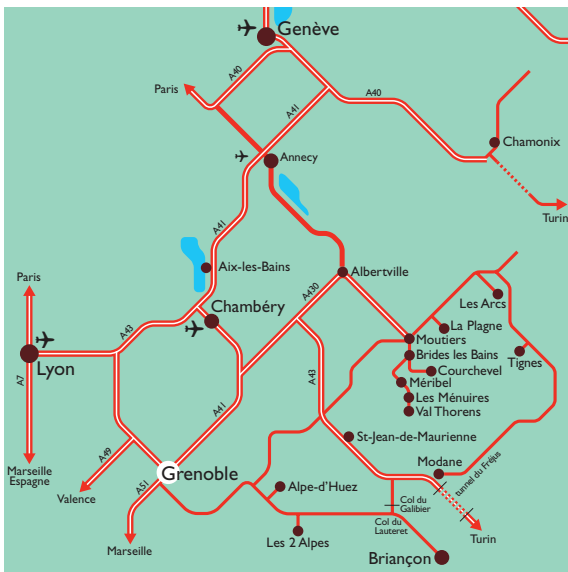 Genève
Paris
A40
A41
A40
Chamonix
Annecy
Turin
A41
Paris
Aix-les-Bains
Albertville
Chambéry
A430
Les Arcs
A43
La Plagne
Moutiers
Brides les Bains
Tignes
Lyon
A7
Courchevel
Méribel
A43
Les Ménuires
Val Thorens
A41
St-Jean-de-Maurienne
A49
Marseille
Espagne
Grenoble
Modane
tunnel du Fréjus
A51
Valence
Alpe-d'Huez
Col du
Galibier
Col du
Lauteret
Turin
Marseille
Les 2 Alpes
Briançon